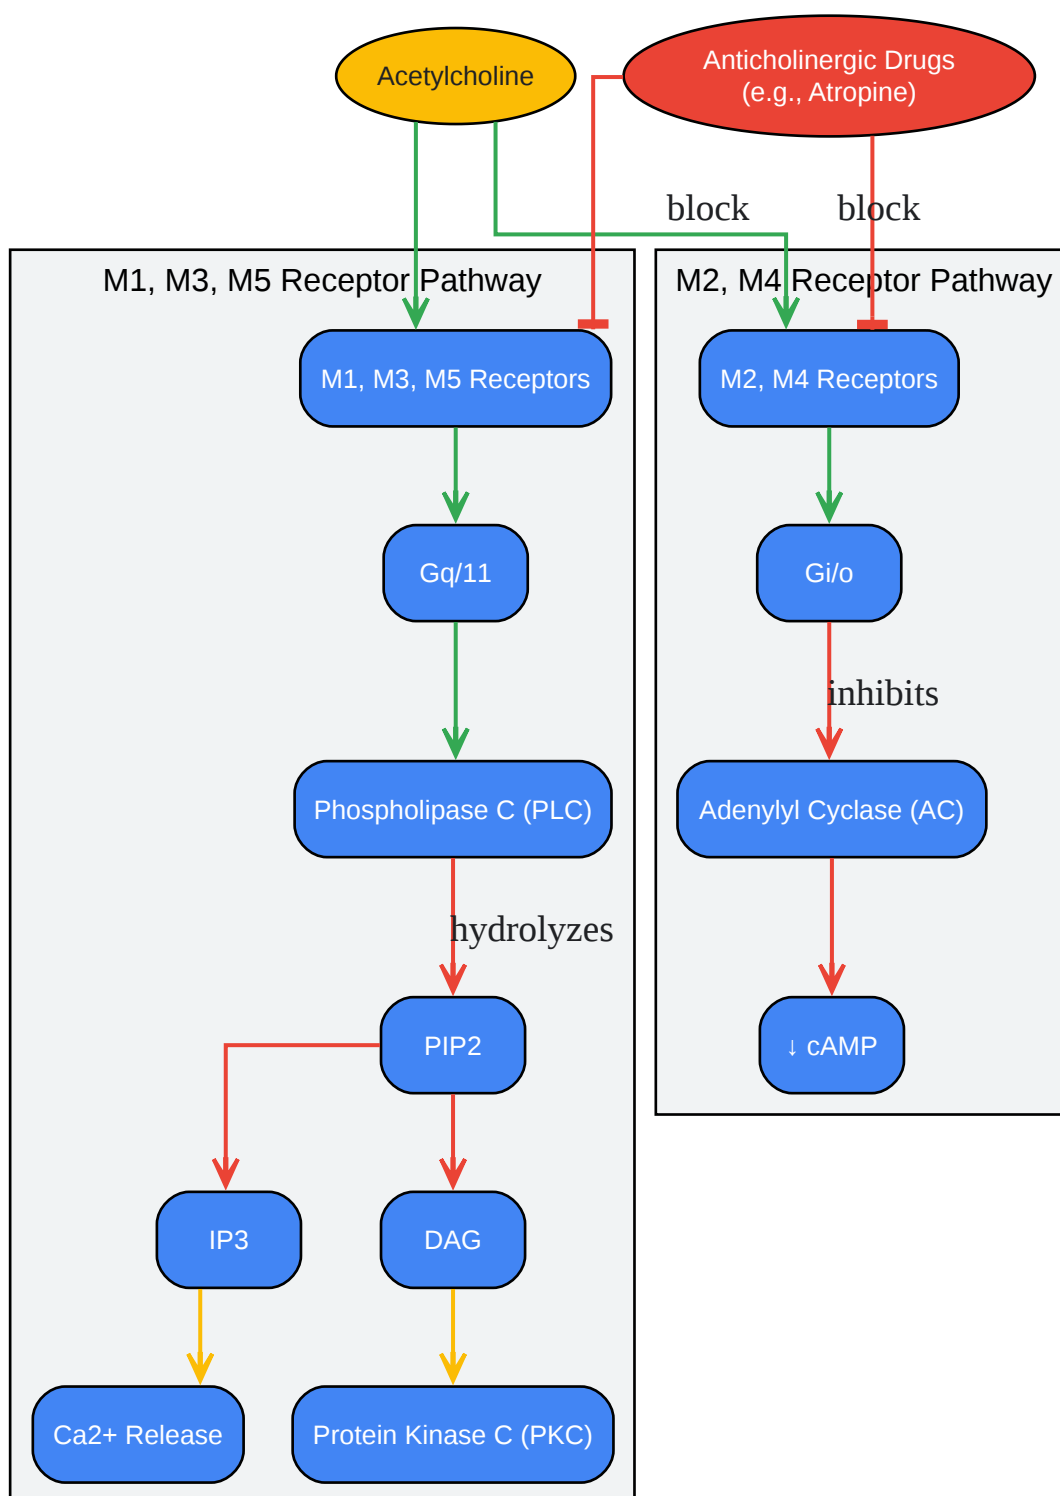 Acetylcholine
Anticholinergic Drugs
(e.g., Atropine)
block
block
M1, M3, M5 Receptor Pathway
M2, M4 Receptor Pathway
M1, M3, M5 Receptors
M2, M4 Receptors
Gq/11
Gi/o
inhibits
Phospholipase C (PLC)
Adenylyl Cyclase (AC)
hydrolyzes
PIP2
↓ cAMP
IP3
DAG
Ca2+ Release
Protein Kinase C (PKC)